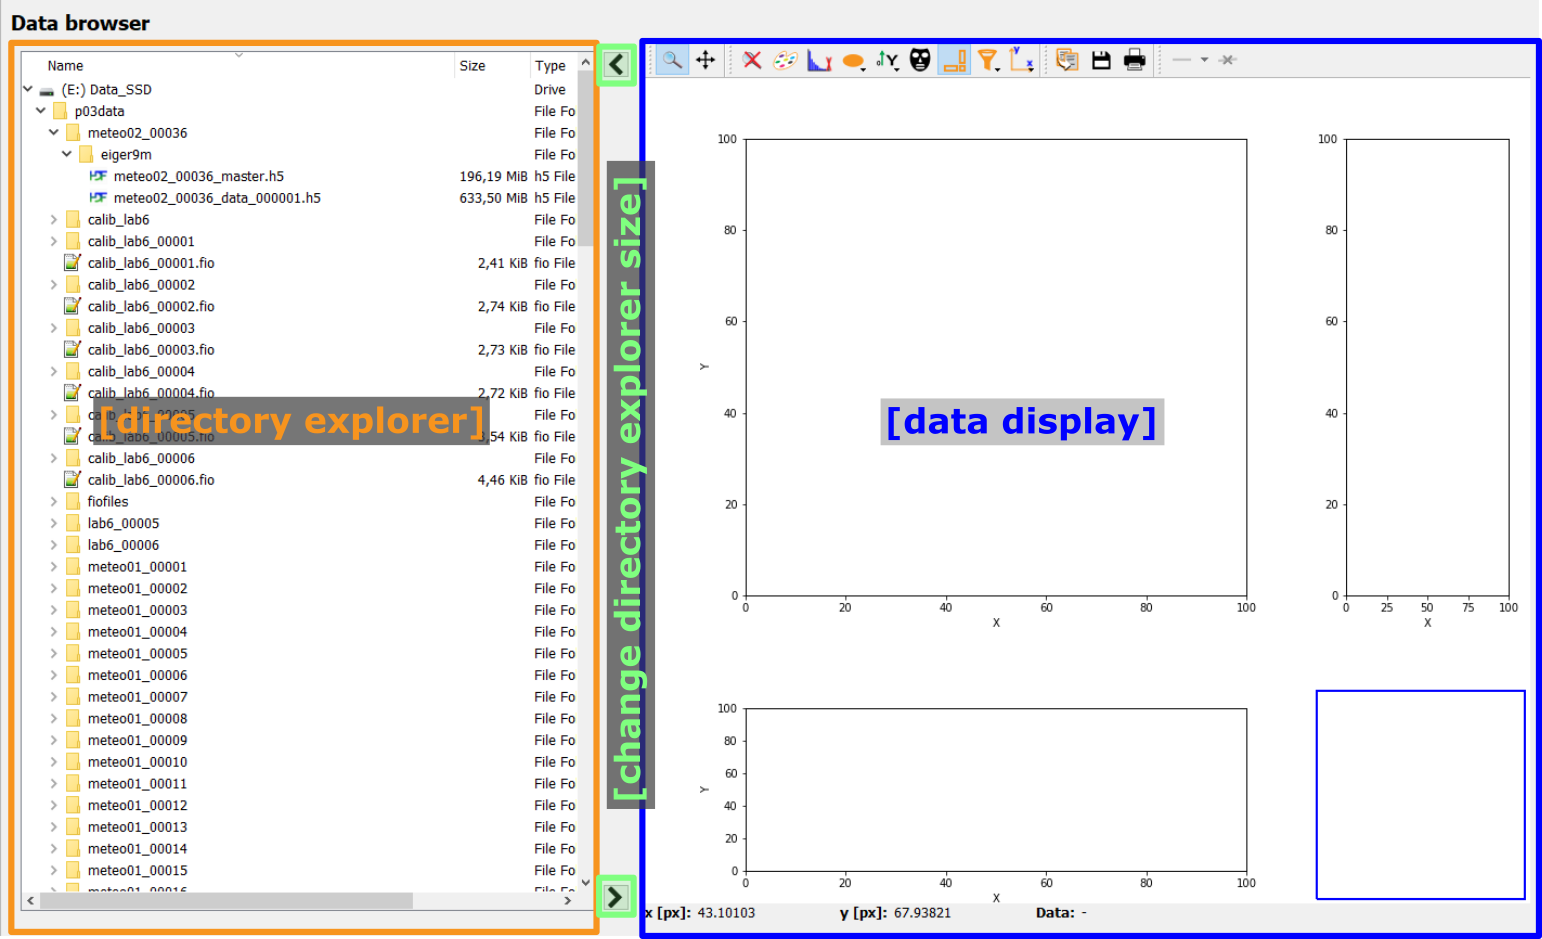 Data browser
Name Size Type
(E:) Data_SSD Drive
p03data File Fo
meteo02_00036 File Fo
eiger9m File Fo
HDF meteo02_00036_master.h5 196,19 MiB h5 File
HDF meteo02_00036_data_000001.h5 633,50 MiB h5 File
calib_lab6 File Fo
calib_lab6_00001 File Fo
calib_lab6_00001.fio 2,41 KiB fio File
calib_lab6_00002 File Fo
calib_lab6_00002.fio 2,74 KiB fio File
calib_lab6_00003 File Fo
calib_lab6_00003.fio 2,73 KiB fio File
calib_lab6_00004 File Fo
calib_lab6_00004.fio 2,72 KiB fio File
calib_lab6_00005 File Fo
[directory explorer]
calib_lab6_00005.fio 3,54 KiB fio File
calib_lab6_00006 File Fo
calib_lab6_00006.fio 4,46 KiB fio File
fiofiles File Fo
lab6_00005 File Fo
lab6_00006 File Fo
meteo01_00001 File Fo
meteo01_00002 File Fo
meteo01_00003 File Fo
meteo01_00004 File Fo
meteo01_00005 File Fo
meteo01_00006 File Fo
meteo01_00007 File Fo
meteo01_00008 File Fo
meteo01_00009 File Fo
meteo01_00010 File Fo
meteo01_00011 File Fo
meteo01_00012 File Fo
meteo01_00013 File Fo
meteo01_00014 File Fo
meteo01_00015 File Fo
meteo01_00016 File Fo
[change directory explorer size]
Y y x
100
80
60
40
20
0
Y
0 20 40 60 80 100
X
[data display]
100
80
60
40
20
0
0 25 50 75 100
X
100
80
60
40
20
0
Y
0 20 40 60 80 100
X
x [px]: 43.10103 y [px]: 67.93821 Data: -